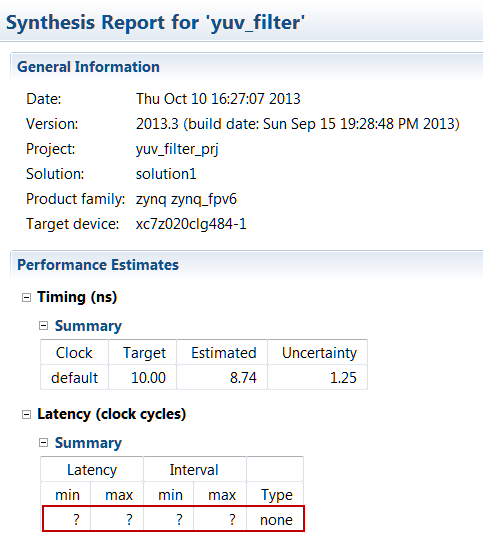 Synthesis Report for 'yuv_filter'
General Information
Date: Thu Oct 10 16:27:07 2013
Version: 2013.3 (build date: Sun Sep 15 19:28:48 PM 2013)
Project: yuv_filter_prj
Solution: solution1
Product family: zynq zynq_fpv6
Target device: xc7z020clg484-1
Performance Estimates
Timing (ns)
Summary
Clock Target Estimated Uncertainty
default 10.00 8.74 1.25
Latency (clock cycles)
Summary
Latency Interval
min max min max Type
? ? ? ? none